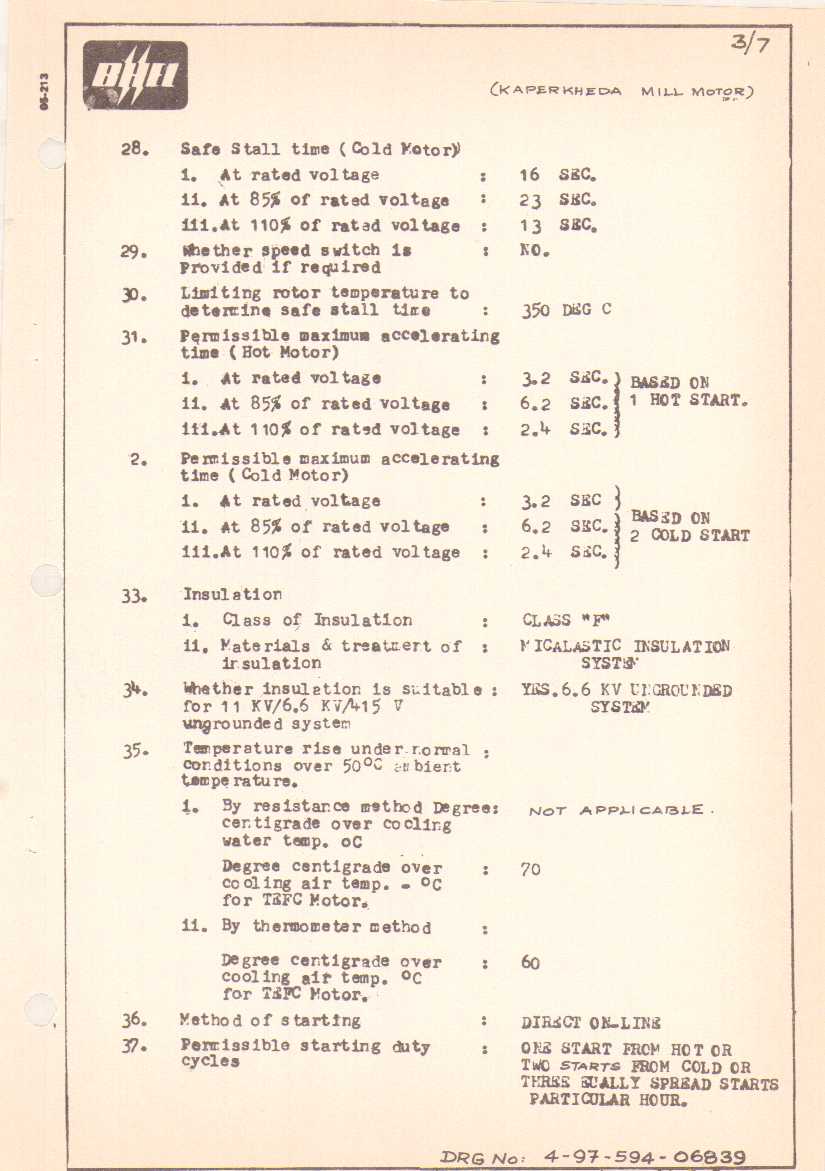 3/7
BHEL
05-213
(KAPERKHEDA MILL MOTOR)
28. Safe Stall time (Cold Motor)
i. At rated voltage : 16 SEC.
ii. At 85% of rated voltage : 23 SEC.
iii.At 110% of rated voltage : 13 SEC.
29. Whether speed switch is : NO.
Provided if required
30. Limiting rotor temperature to
determine safe stall time : 350 DEG C
31. Permissible maximum accelerating
time (Hot Motor)
i. At rated voltage : 3.2 SEC. } BASED ON
ii. At 85% of rated voltage : 6.2 SEC. } 1 HOT START.
iii.At 110% of rated voltage : 2.4 SEC. }
2. Permissible maximum accelerating
time (Cold Motor)
i. At rated voltage : 3.2 SEC }
ii. At 85% of rated voltage : 6.2 SEC. } BASED ON
2 COLD START
iii.At 110% of rated voltage : 2.4 SEC. }
33. Insulation
i. Class of Insulation : CLASS "F"
ii. Materials & treatment of : MICALASTIC INSULATION
insulation SYSTEM
34. Whether insulation is suitable : YES.6.6 KV UNGROUNDED
for 11 KV/6.6 KV/415 V SYSTEM
ungrounded system
35. Temperature rise under normal :
conditions over 50°C ambient
temperature.
i. By resistance method Degree: NOT APPLICABLE.
centigrade over cooling
water temp. oC
Degree centigrade over : 70
cooling air temp. - °C
for TEFC Motor.
ii. By thermometer method :
Degree centigrade over : 60
cooling air temp. °C
for TEFC Motor.
36. Method of starting : DIRECT ON-LINE
37. Permissible starting duty : ONE START FROM HOT OR
cycles TWO STARTS FROM COLD OR
THREE EUALLY SPREAD STARTS
PARTICULAR HOUR.
DRG No: 4-97-594-06839